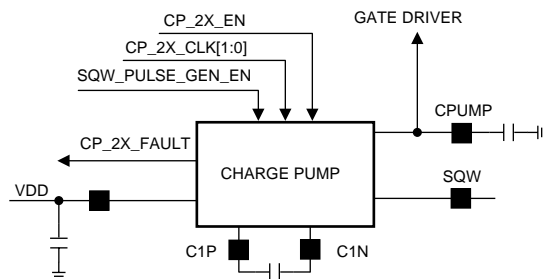 CP_2X_EN
GATE DRIVER
CP_2X_CLK[1:0]
SQW_PULSE_GEN_EN
CPUMP
CP_2X_FAULT
CHARGE PUMP
SQW
VDD
C1P
C1N